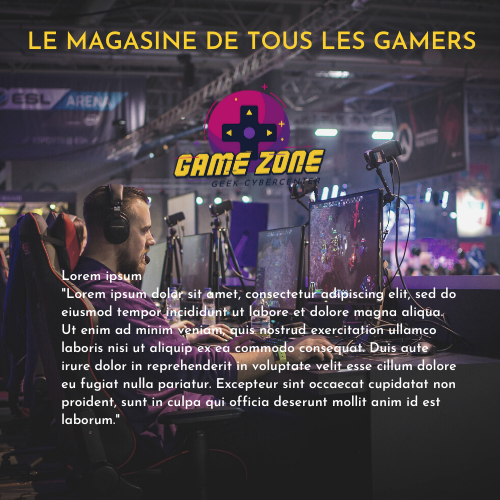 LE MAGASINE DE TOUS LES GAMERS
ESL ARENA
GAME ZONE
GEEK-CYBERCENTER
Lorem ipsum
"Lorem ipsum dolor sit amet, consectetur adipiscing elit, sed do
eiusmod tempor incididunt ut labore et dolore magna aliqua.
Ut enim ad minim veniam, quis nostrud exercitation ullamco
laboris nisi ut aliquip ex ea commodo consequat. Duis aute
irure dolor in reprehenderit in voluptate velit esse cillum dolore
eu fugiat nulla pariatur. Excepteur sint occaecat cupidatat non
proident, sunt in culpa qui officia deserunt mollit anim id est
laborum."